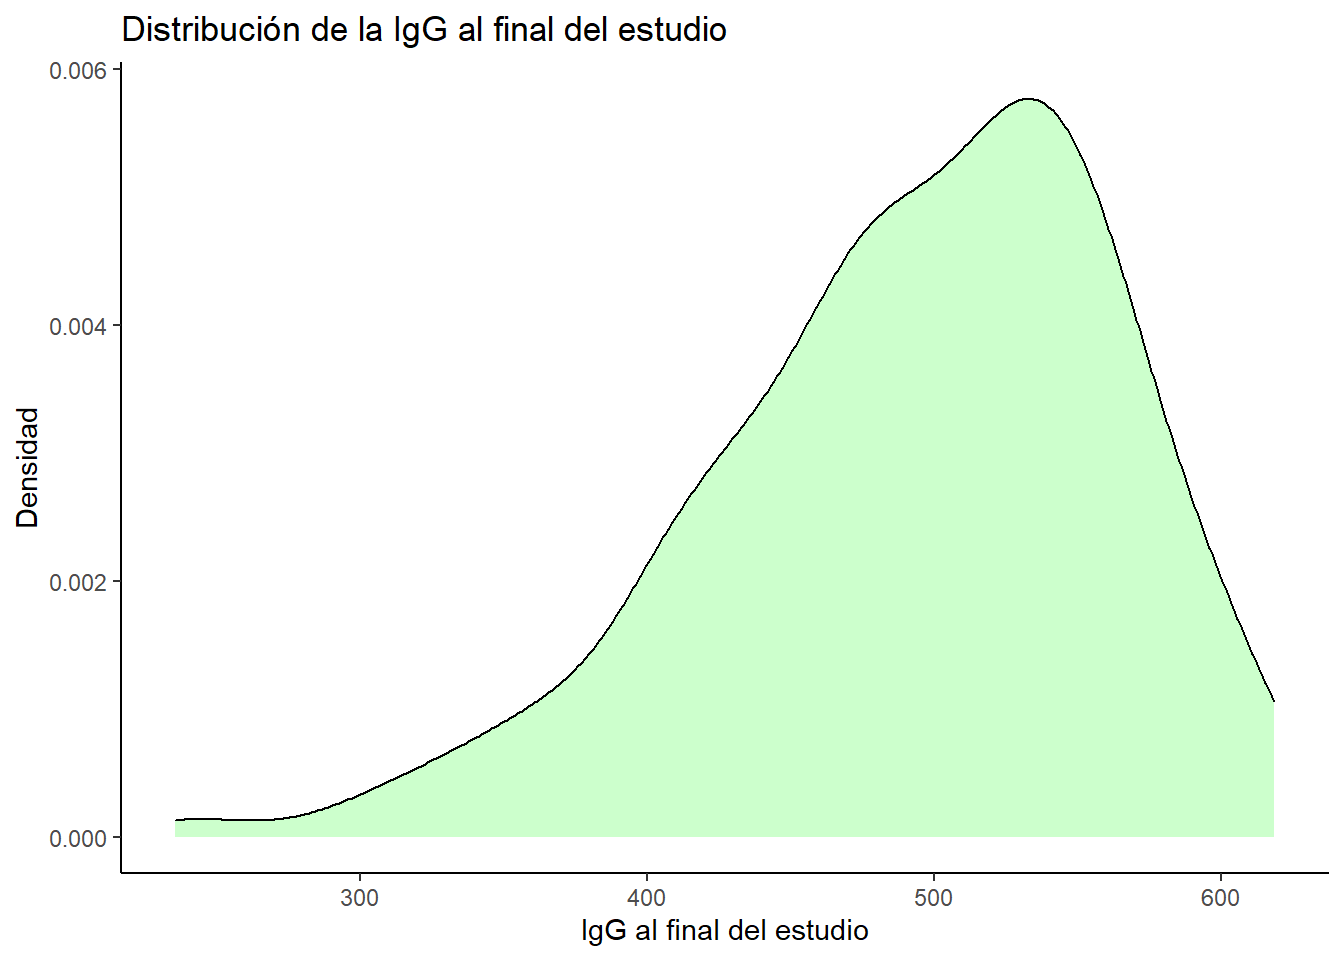 Distribución de la IgG al final del estudio
0.006
0.004
0.002
0.000
Densidad
300 400 500 600
IgG al final del estudio